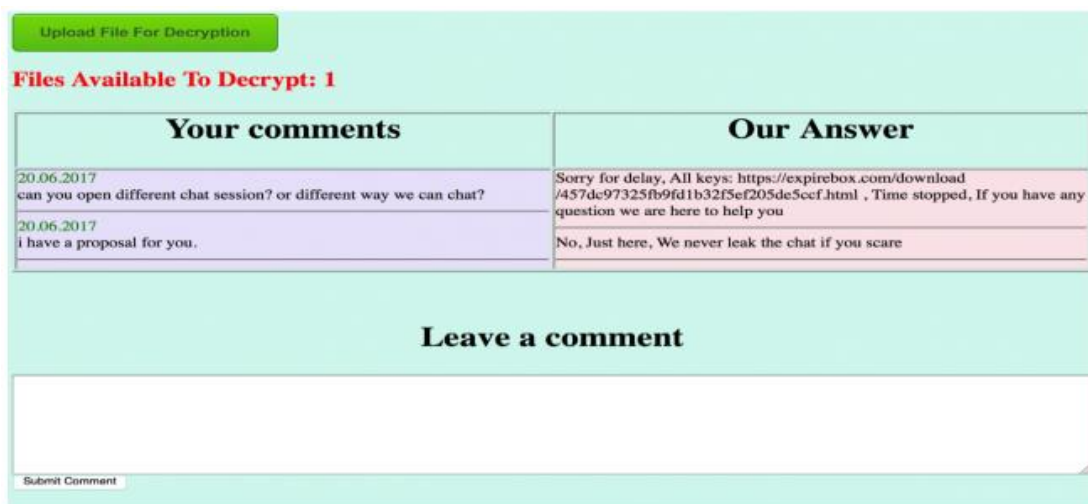 Upload File For Decryption
Files Available To Decrypt: 1
Your comments
Our Answer
20.06.2017
can you open different chat session? or different way we can chat?
20.06.2017
i have a proposal for you.
Sorry for delay, All keys: https://expirebox.com/download
/457dc97325fb9fd1b32f5ef205de5ccf.html , Time stopped, If you have any
question we are here to help you
No, Just here, We never leak the chat if you scare
Leave a comment
Submit Comment